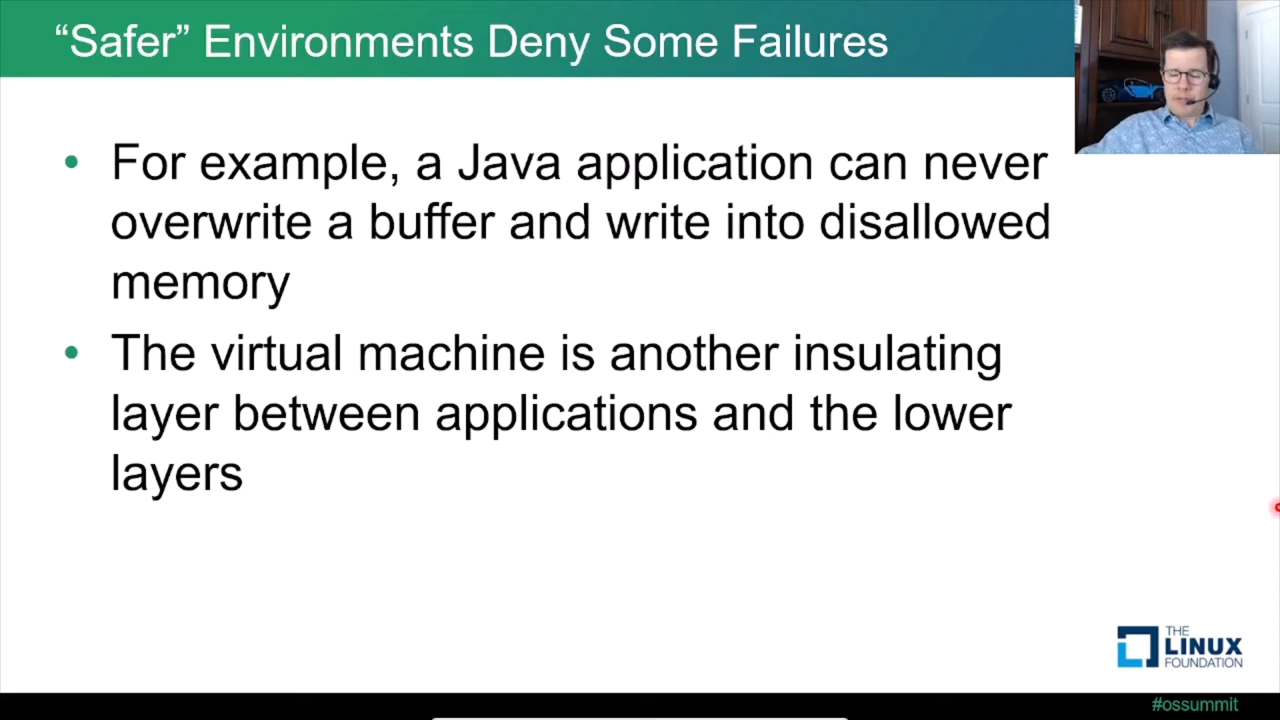 “Safer” Environments Deny Some Failures
• For example, a Java application can never
overwrite a buffer and write into disallowed
memory
• The virtual machine is another insulating
layer between applications and the lower
layers
THE
LINUX
FOUNDATION
#ossummit